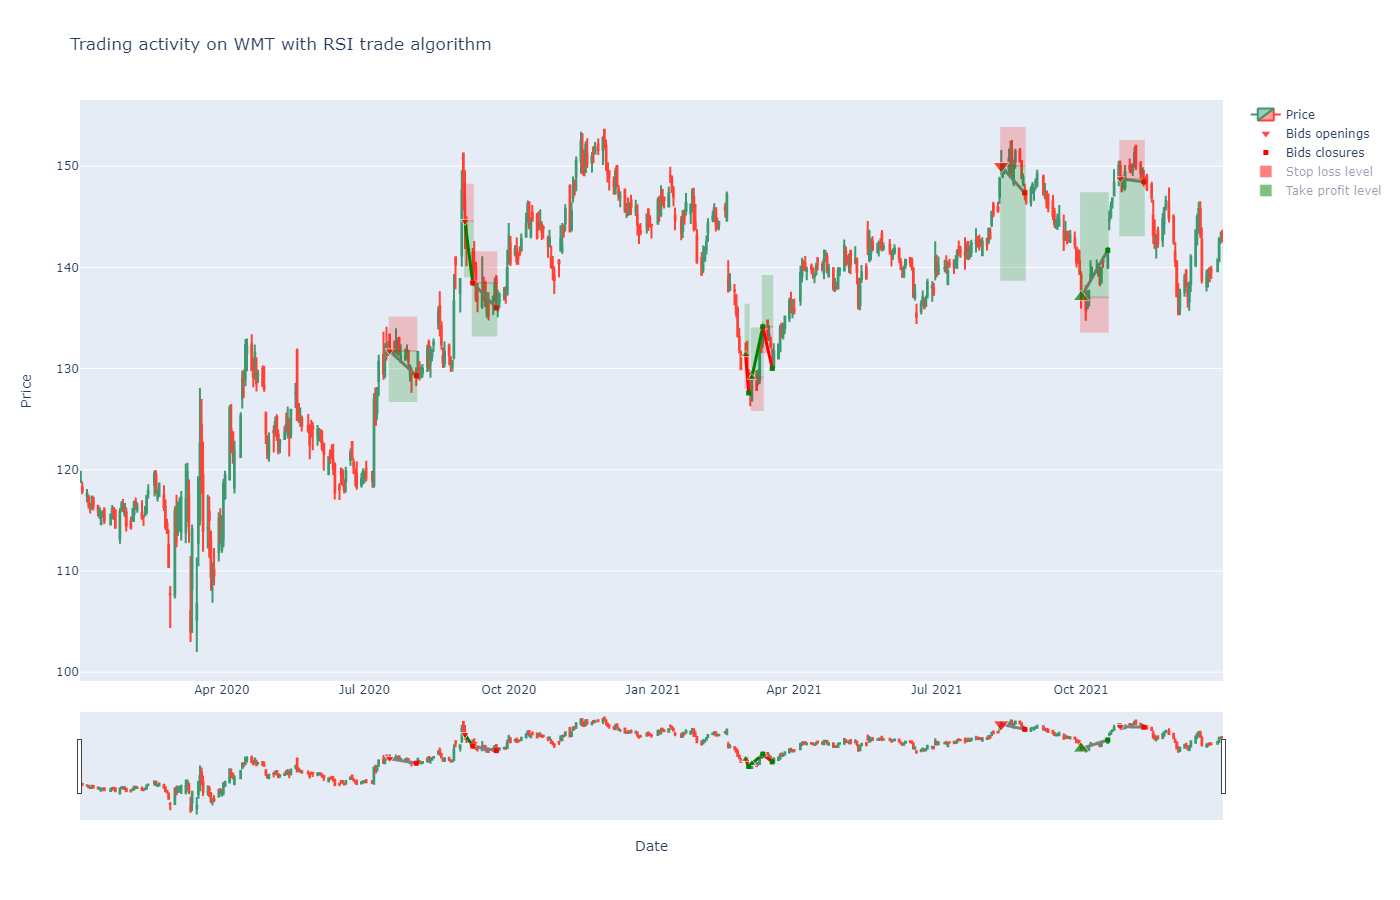 Trading activity on WMT with RSI trade algorithm
Price
Bids openings
Bids closures
Stop loss level
Take profit level
150
140
130
120
110
100
Price
Apr 2020
Jul 2020
Oct 2020
Jan 2021
Apr 2021
Jul 2021
Oct 2021
Date